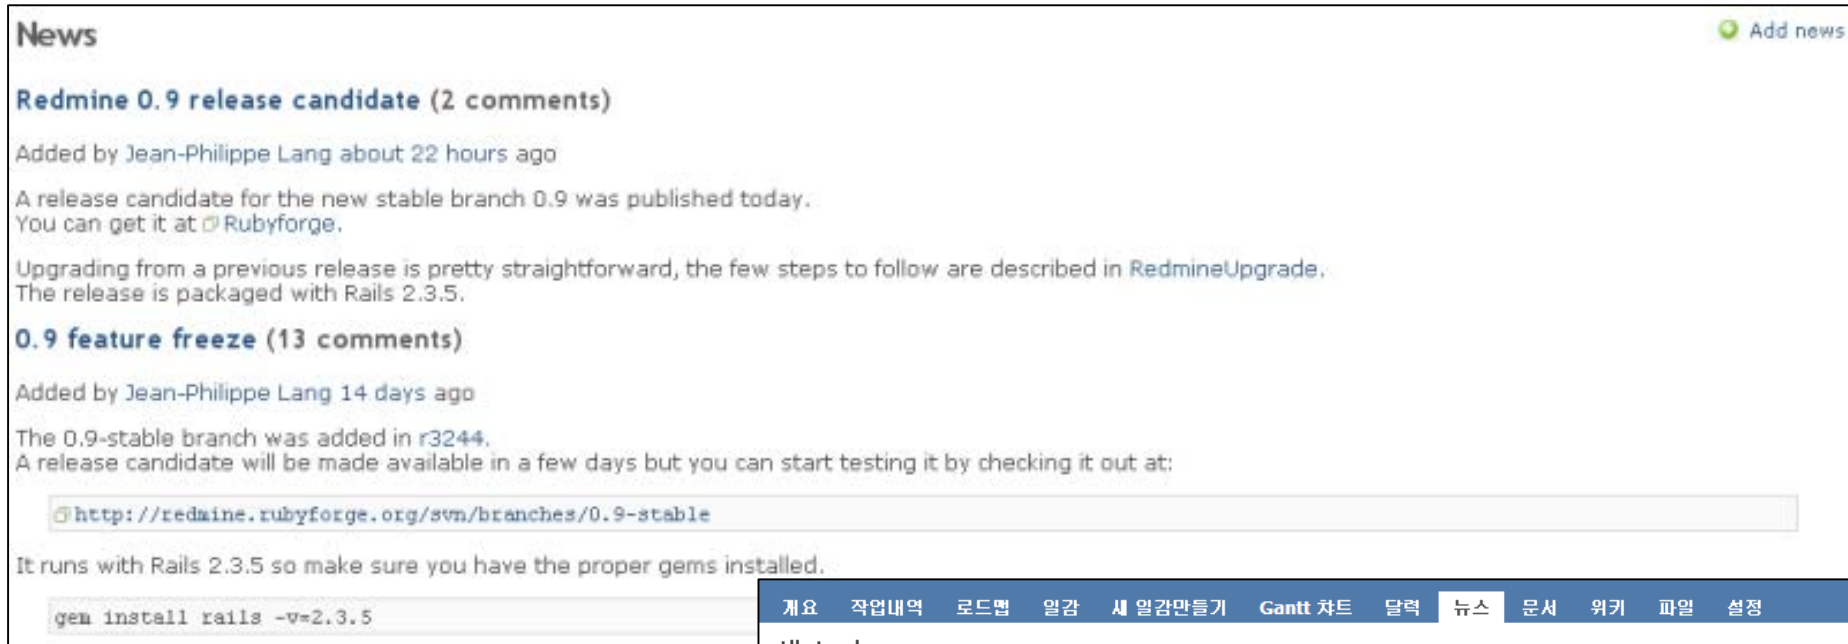 News
Add news
Redmine 0.9 release candidate (2 comments)
Added by Jean-Philippe Lang about 22 hours ago
A release candidate for the new stable branch 0.9 was published today.
You can get it at Rubyforge.
Upgrading from a previous release is pretty straightforward, the few steps to follow are described in RedmineUpgrade.
The release is packaged with Rails 2.3.5.
0.9 feature freeze (13 comments)
Added by Jean-Philippe Lang 14 days ago
The 0.9-stable branch was added in r3244.
A release candidate will be made available in a few days but you can start testing it by checking it out at:
http://redmine.rubyforge.org/svn/branches/0.9-stable
It runs with Rails 2.3.5 so make sure you have the proper gems installed.
gem install rails -v=2.3.5
개요 작업내역 로드맵 일감 새 일감만들기 Gantt 챠트 달력 뉴스 문서 위키 파일 설정